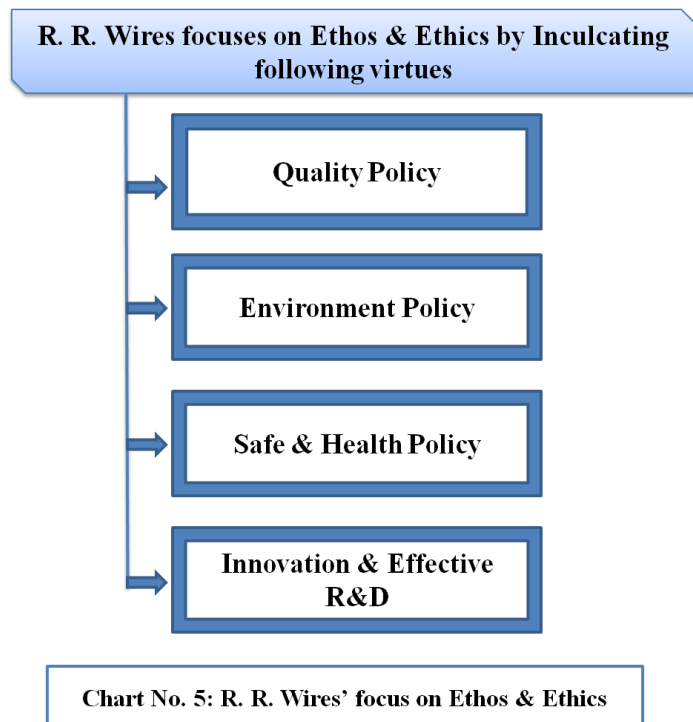 R. R. Wires focuses on Ethos & Ethics by Inculcating
following virtues
Quality Policy
Environment Policy
Safe & Health Policy
Innovation & Effective
R&D
Chart No. 5: R. R. Wires’ focus on Ethos & Ethics